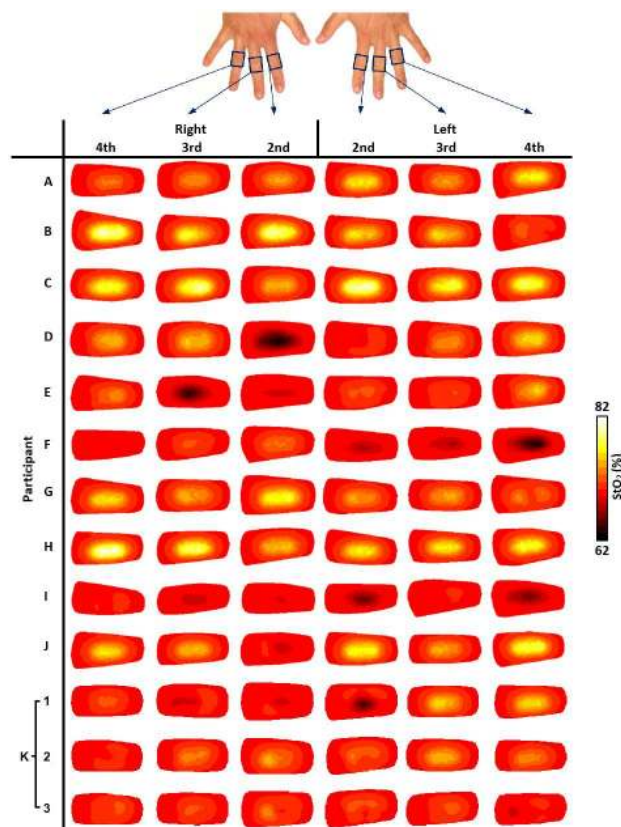 Right Left
4th 3rd 2nd 2nd 3rd 4th
A
B
C
D
E
F
G
H
I
J
K 1
2
3
Participant
82
StO₂ (%)
62